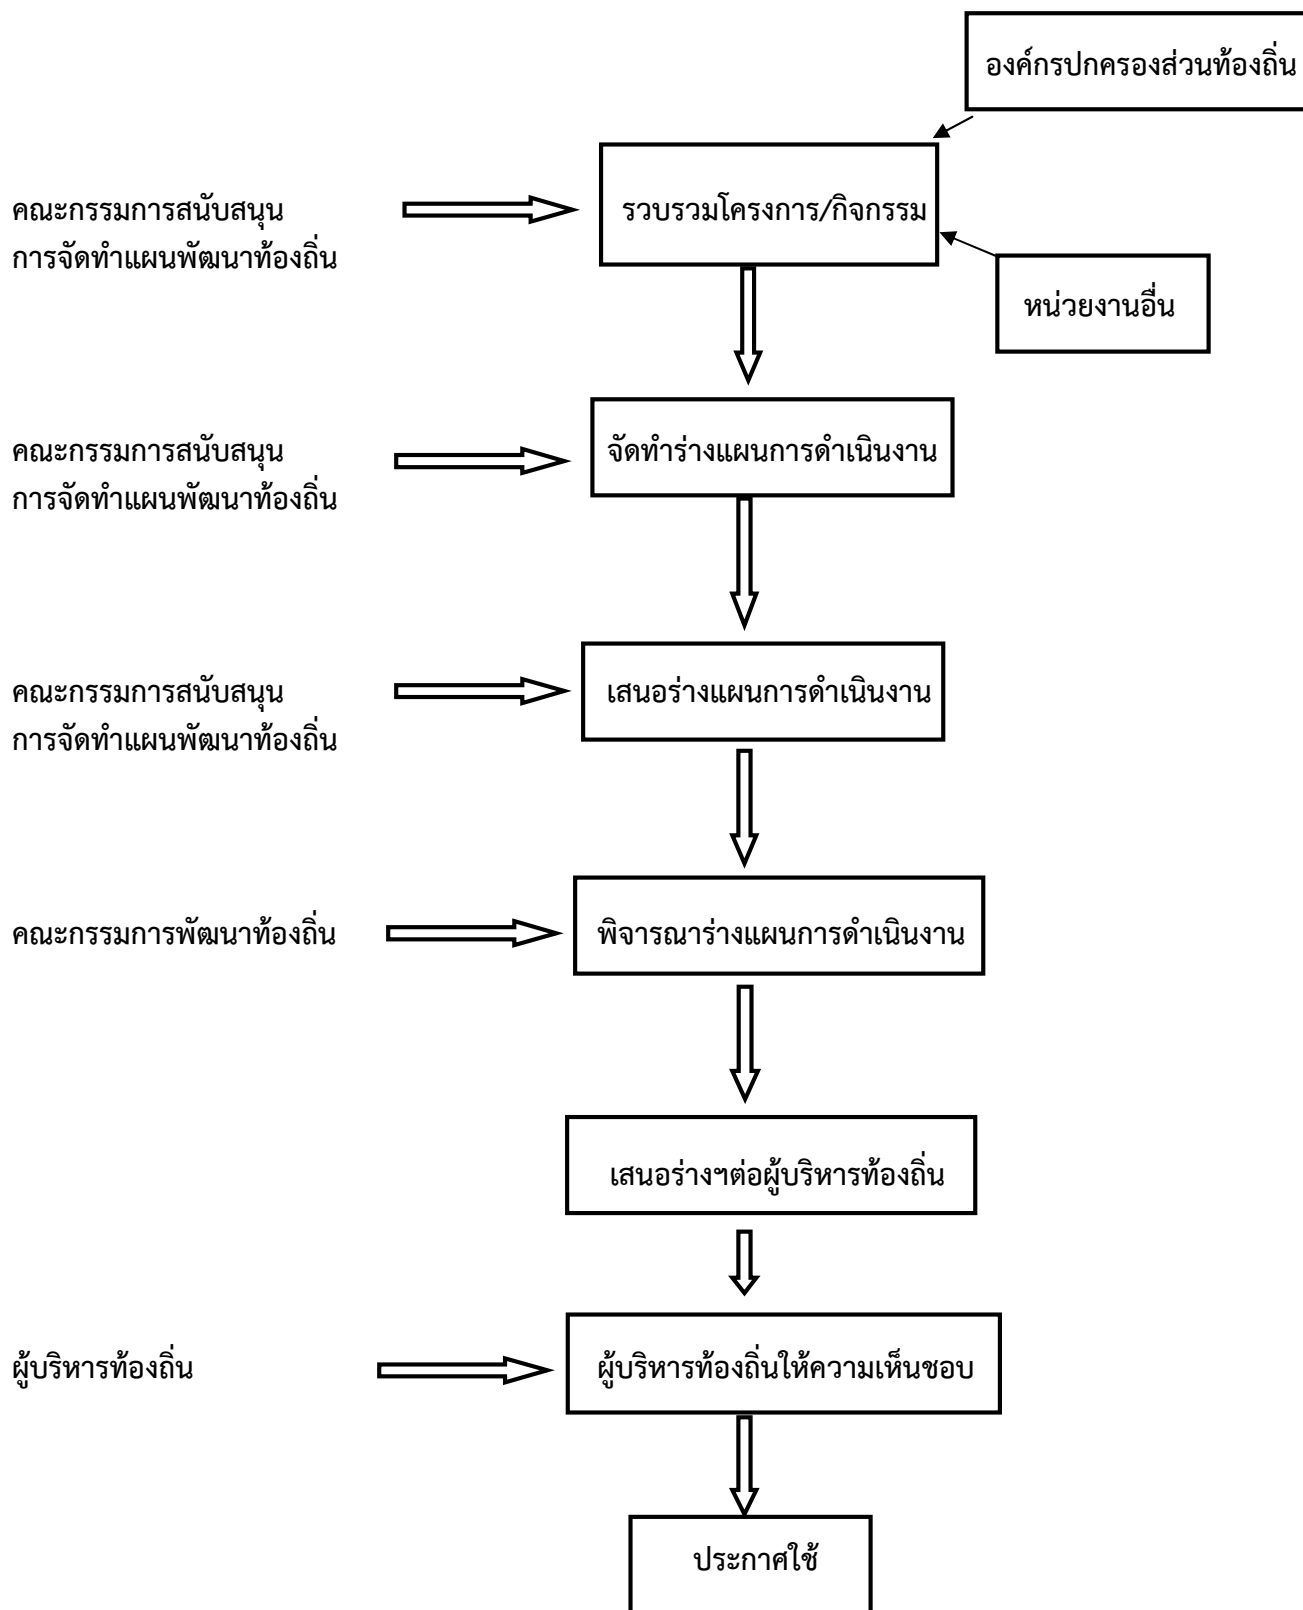 องค์กรปกครองส่วนท้องถิ่น
คณะกรรมการสนับสนุน
การจัดทำแผนพัฒนาท้องถิ่น
รวบรวมโครงการ/กิจกรรม
หน่วยงานอื่น
คณะกรรมการสนับสนุน
การจัดทำแผนพัฒนาท้องถิ่น
จัดทำร่างแผนการดำเนินงาน
คณะกรรมการสนับสนุน
การจัดทำแผนพัฒนาท้องถิ่น
เสนอร่างแผนการดำเนินงาน
คณะกรรมการพัฒนาท้องถิ่น
พิจารณาร่างแผนการดำเนินงาน
เสนอร่างฯต่อผู้บริหารท้องถิ่น
ผู้บริหารท้องถิ่น
ผู้บริหารท้องถิ่นให้ความเห็นชอบ
ประกาศใช้